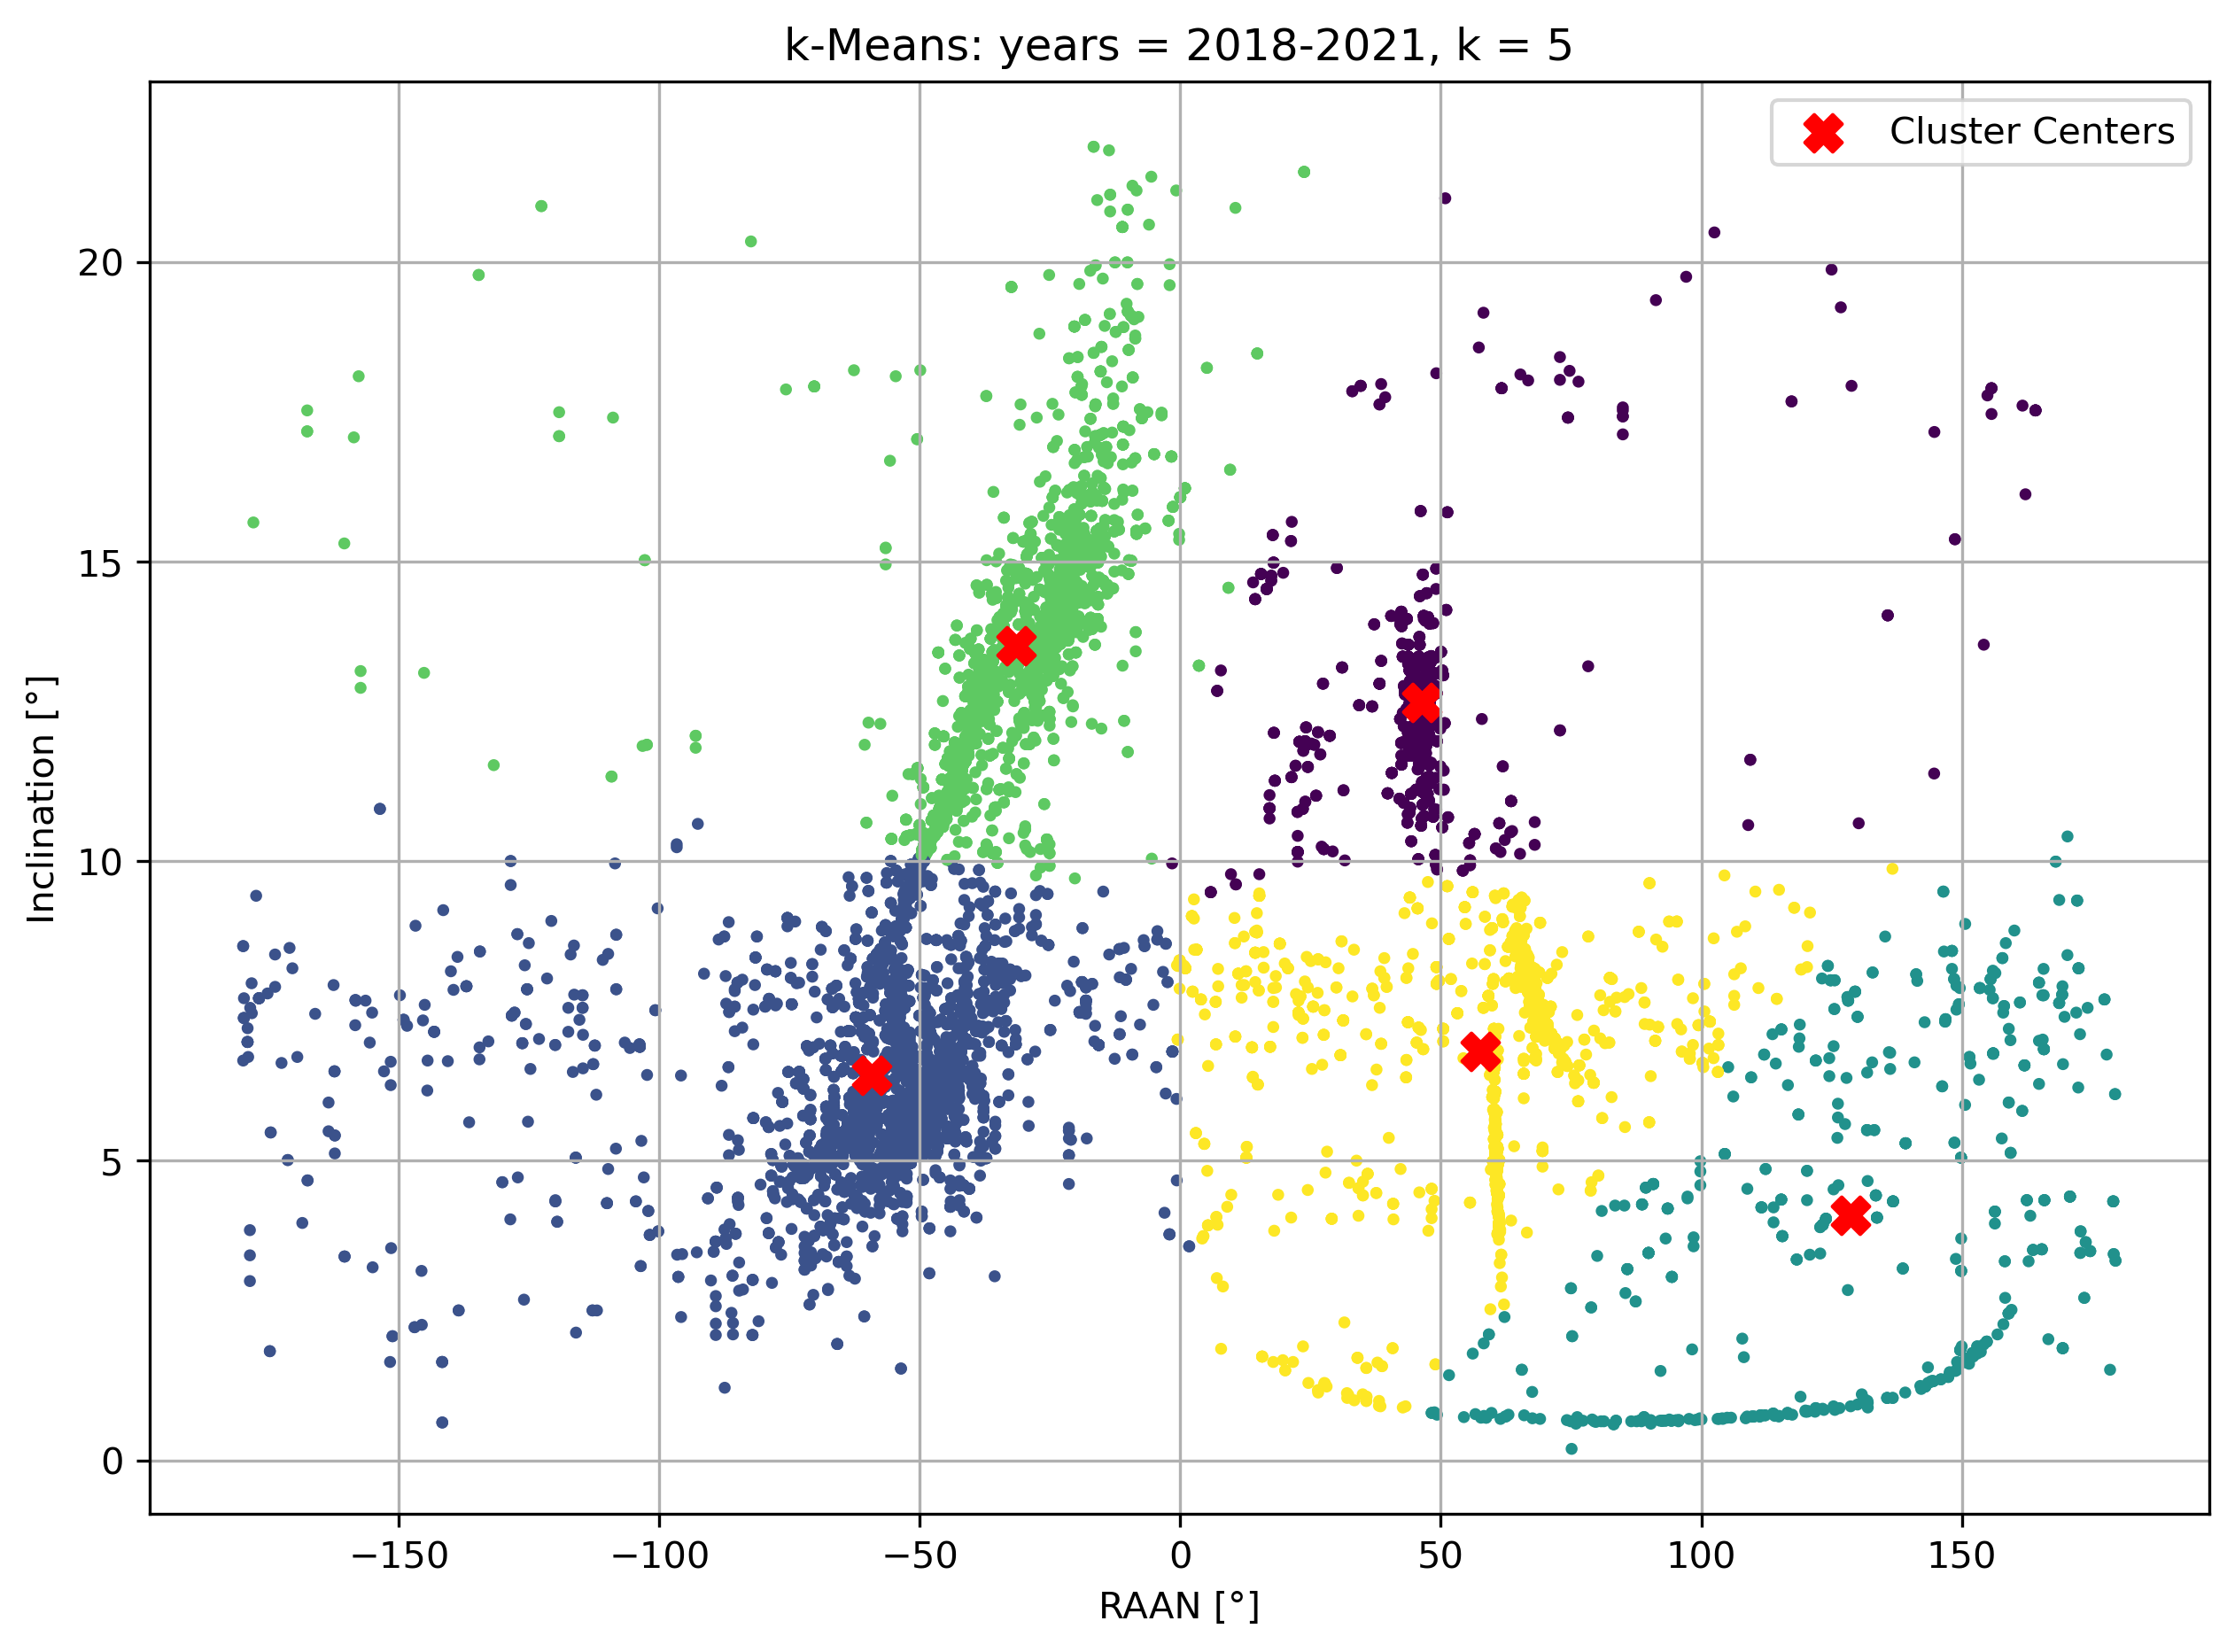 k-Means: years = 2018-2021, k = 5
Cluster Centers
20
15
10
5
0
Inclination [°]
−150 −100 −50 0 50 100 150
RAAN [°]